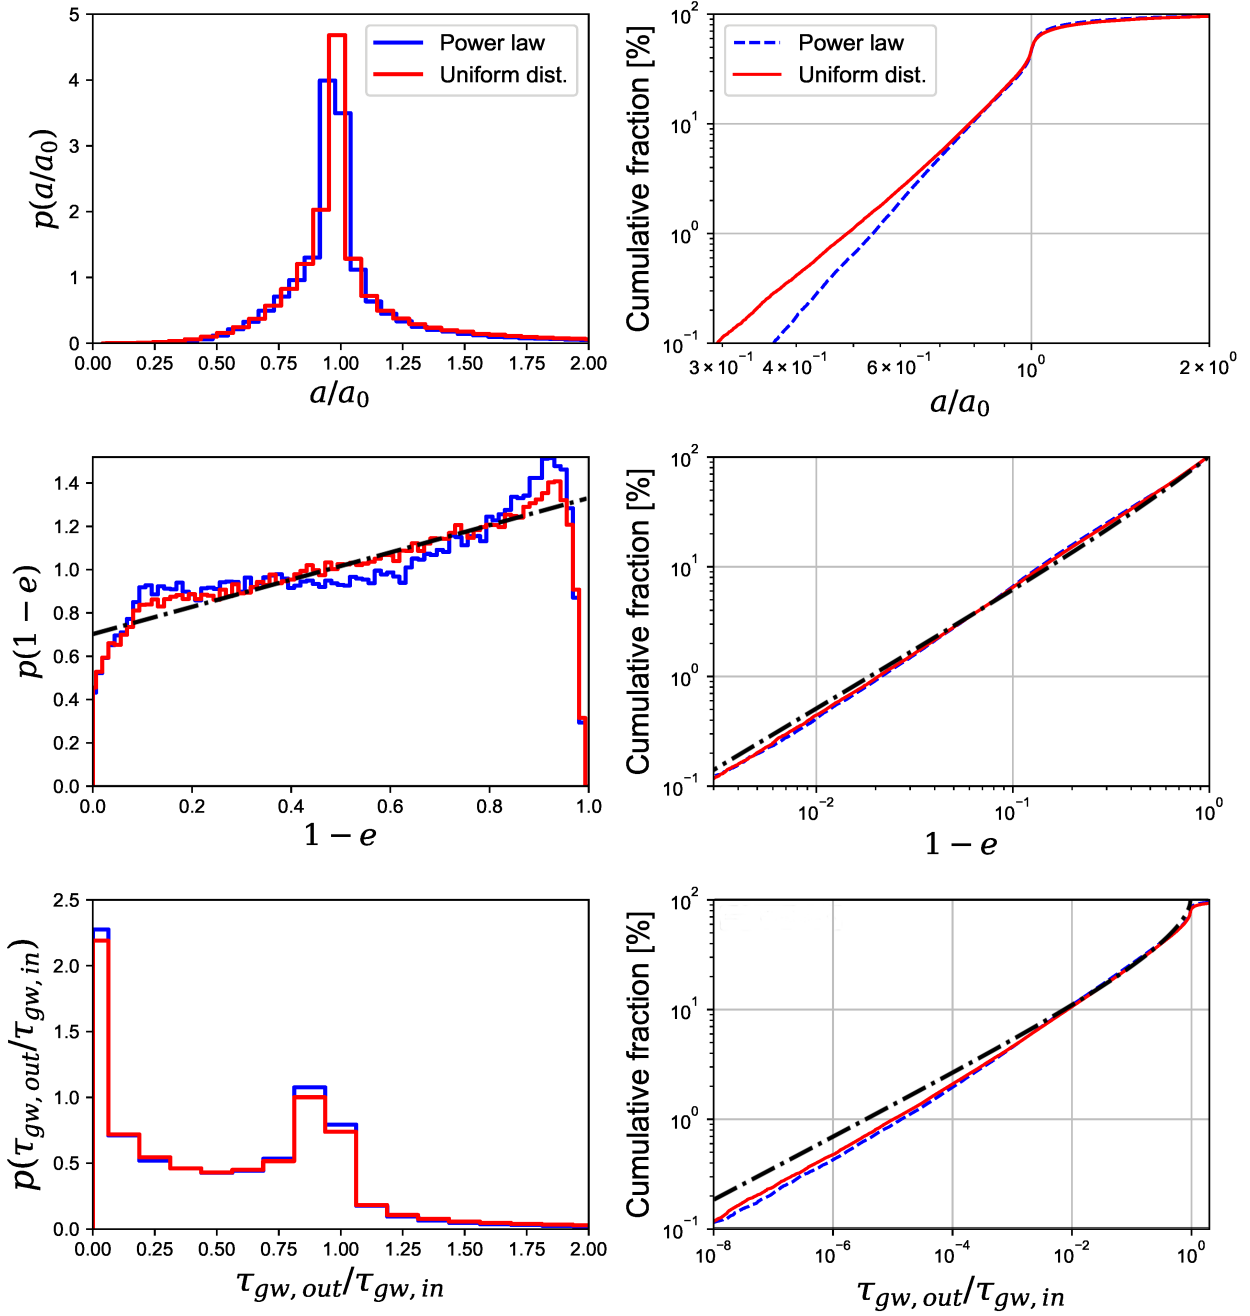 5
4
3
2
1
0
p(a/a₀)
Power law
Uniform dist.
0 0.25 0.50 0.75 1.00 1.25 1.50 1.75 2.00
a/a₀
10²
10¹
10⁰
10⁻¹
Cumulative fraction [%]
Power law
Uniform dist.
3 × 10⁻¹ 4 × 10⁻¹ 6 × 10⁻¹ 10⁰ 2 × 10⁰
a/a₀
1.4
1.2
1.0
0.8
0.6
0.4
0.2
0.0
p(1 − e)
0.0 0.2 0.4 0.6 0.8 1.0
1 − e
10²
10¹
10⁰
10⁻¹
Cumulative fraction [%]
10⁻² 10⁻¹ 10⁰
1 − e
2.5
2.0
1.5
1.0
0.5
0.0
p(τgw, out/τgw, in)
0.00 0.25 0.50 0.75 1.00 1.25 1.50 1.75 2.00
τgw, out/τgw, in
10²
10¹
10⁰
10⁻¹
Cumulative fraction [%]
10⁻⁸ 10⁻⁶ 10⁻⁴ 10⁻² 10⁰
τgw, out/τgw, in